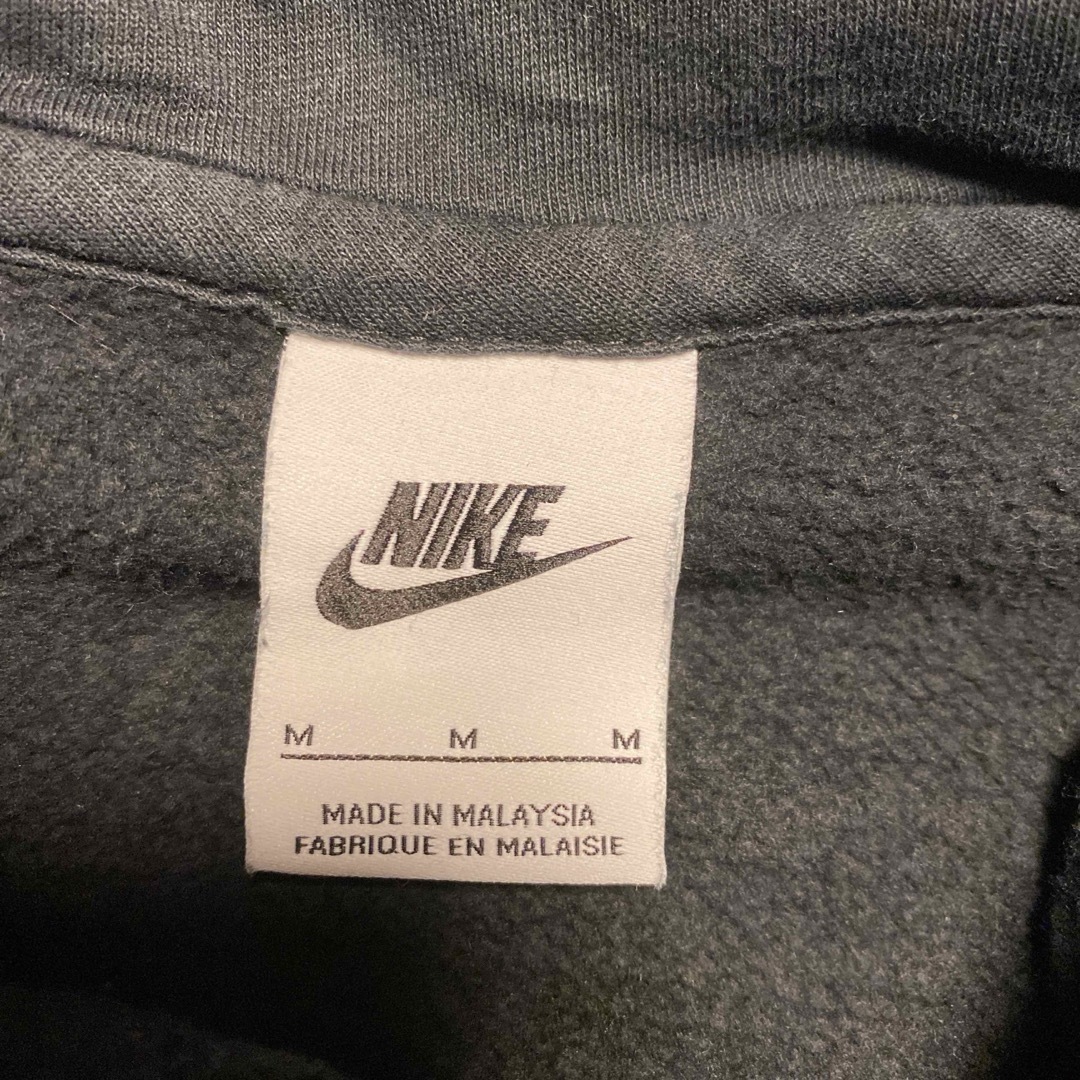 NIKE
M M M
MADE IN MALAYSIA
FABRIQUE EN MALAISIE